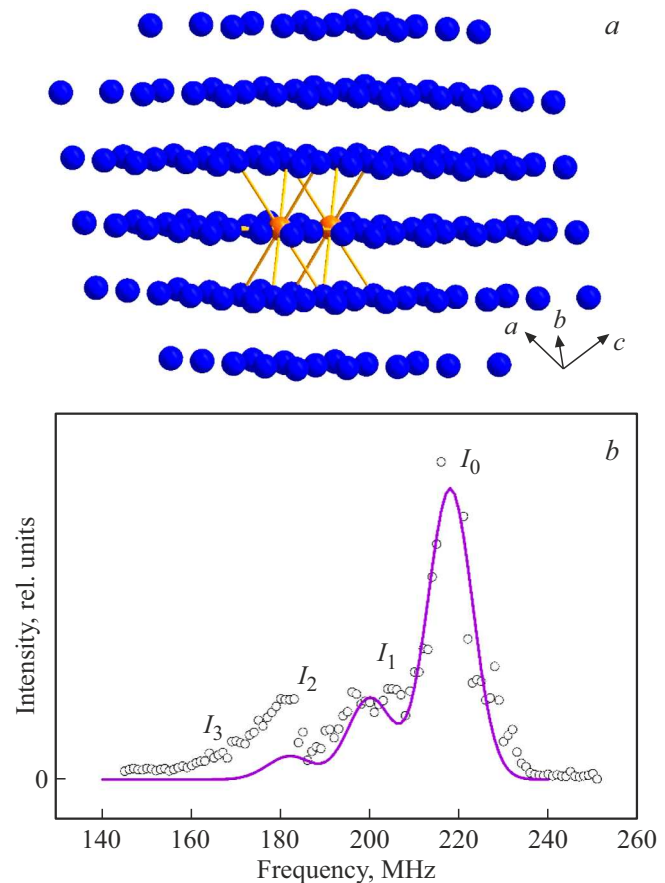 a
b
a
c
b
I0
I1
I2
I3
Intensity, rel. units
0
140 160 180 200 220 240 260
Frequency, MHz